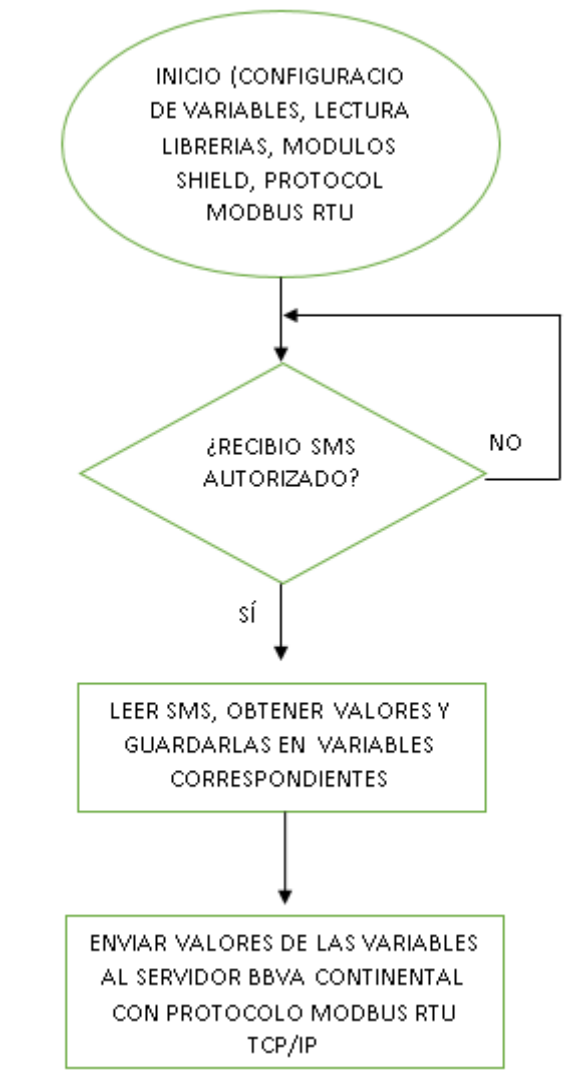 INICIO (CONFIGURACIO
DE VARIABLES, LECTURA
LIBRERIAS, MODULOS
SHIELD, PROTOCOL
MODBUS RTU
¿RECIBIO SMS
AUTORIZADO?
NO
SÍ
LEER SMS, OBTENER VALORES Y
GUARDARLAS EN VARIABLES
CORRESPONDIENTES
ENVIAR VALORES DE LAS VARIABLES
AL SERVIDOR BBVA CONTINENTAL
CON PROTOCOLO MODBUS RTU
TCP/IP